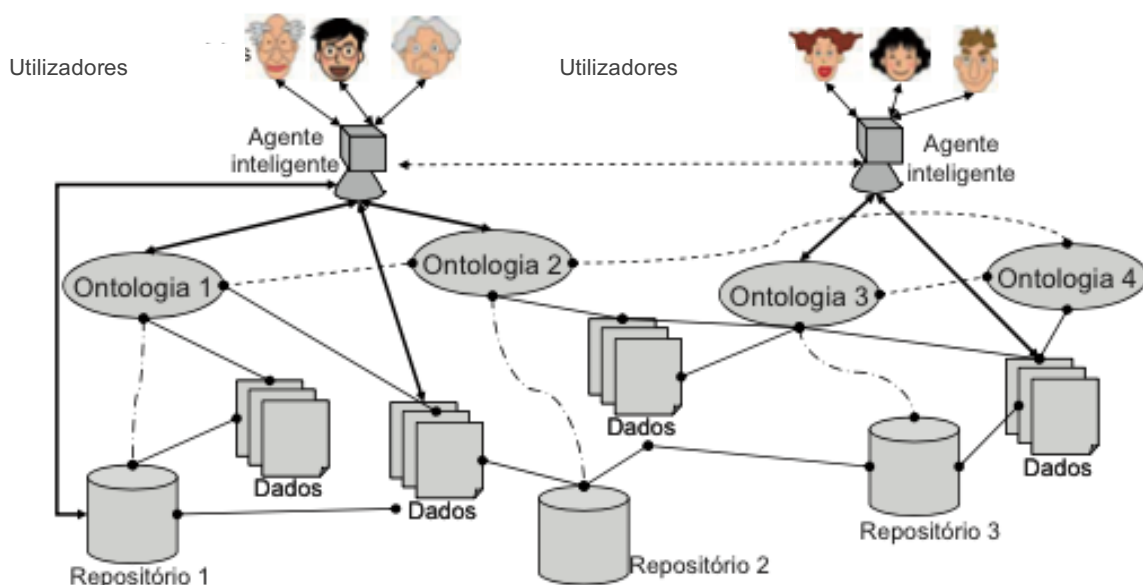 Utilizadores
Utilizadores
Agente
inteligente
Agente
inteligente
Ontologia 1
Ontologia 2
Ontologia 3
Ontologia 4
Dados
Dados
Dados
Dados
Repositório 1
Repositório 2
Repositório 3